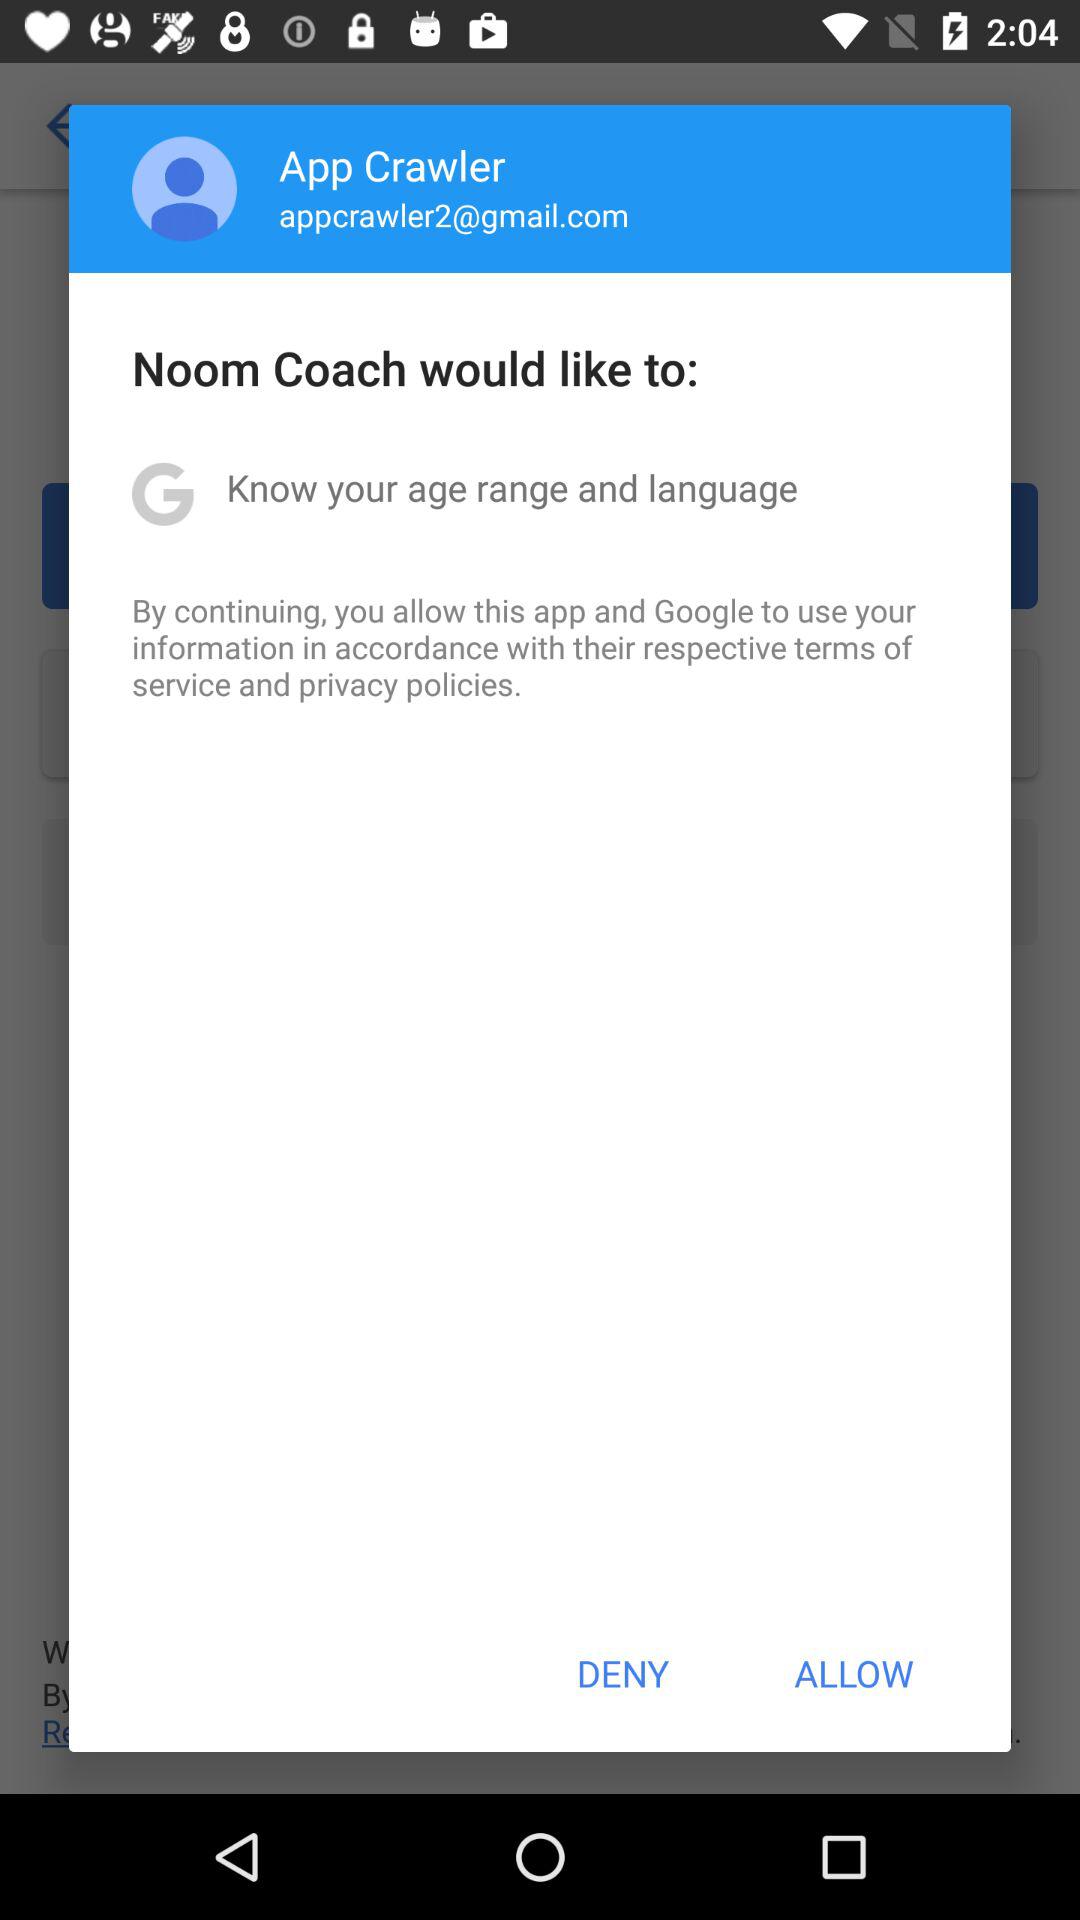 FAKE
2:04
App Crawler
appcrawler2@gmail.com
Noom Coach would like to:
Know your age range and language
By continuing, you allow this app and Google to use your
information in accordance with their respective terms of
service and privacy policies.
DENY ALLOW